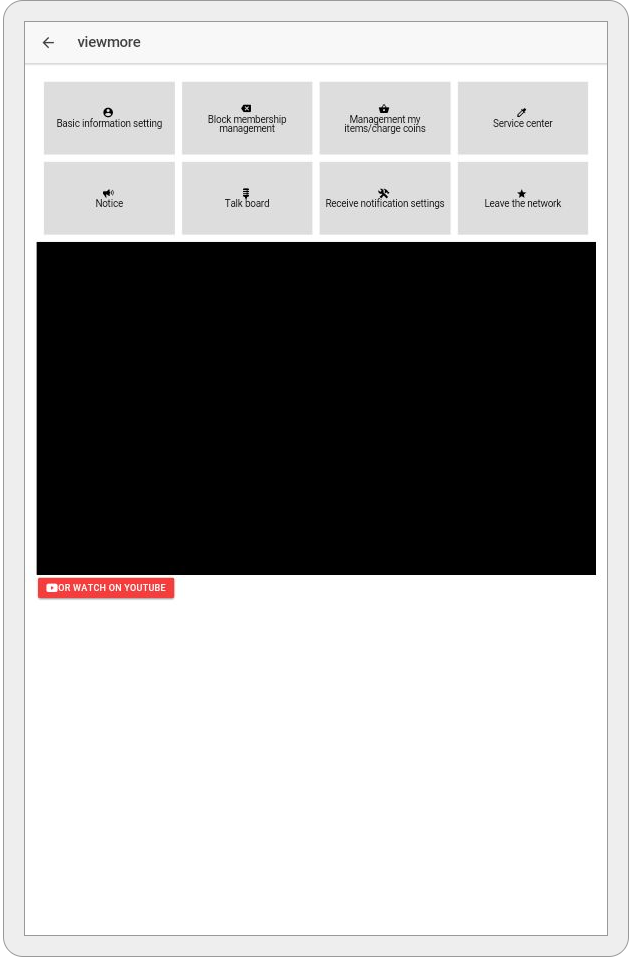 viewmore
Basic information setting
Block membership
management
Management my
items/charge coins
Service center
Notice
Talk board
Receive notification settings
Leave the network
OR WATCH ON YOUTUBE